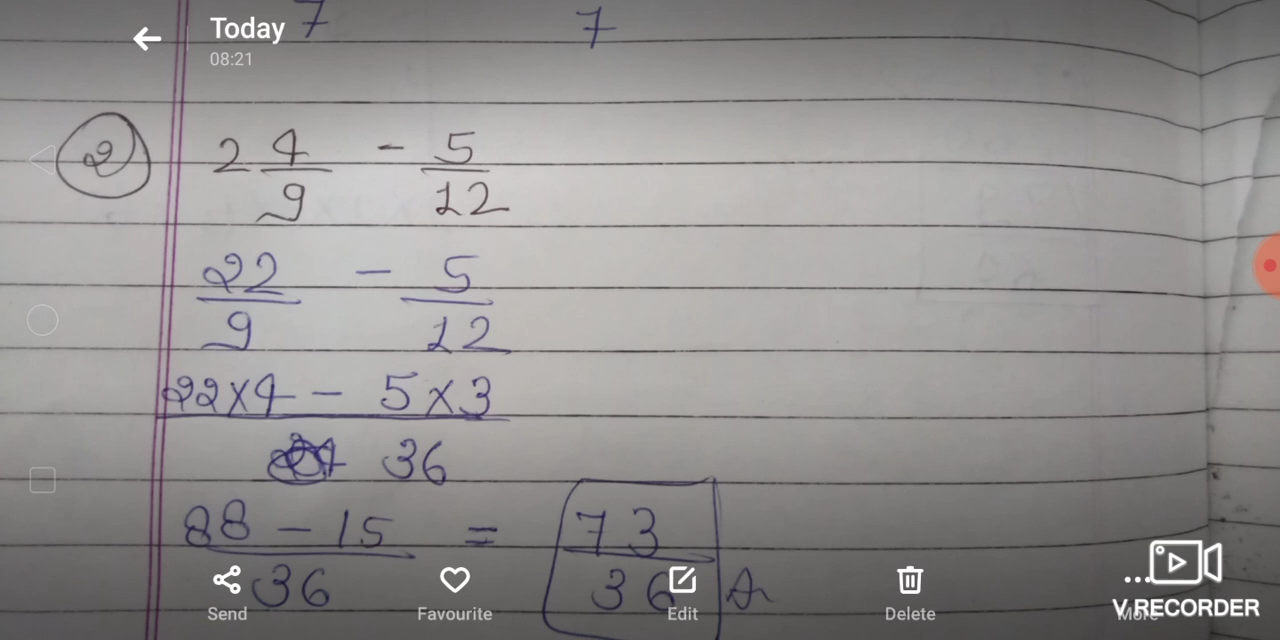 Today
08:21
7 7
2 2 4/9 - 5/12
22/9 - 5/12
22×4 - 5×3
36
88 - 15 = 73
36 36
Send Favourite Edit Delete More
V.RECORDER